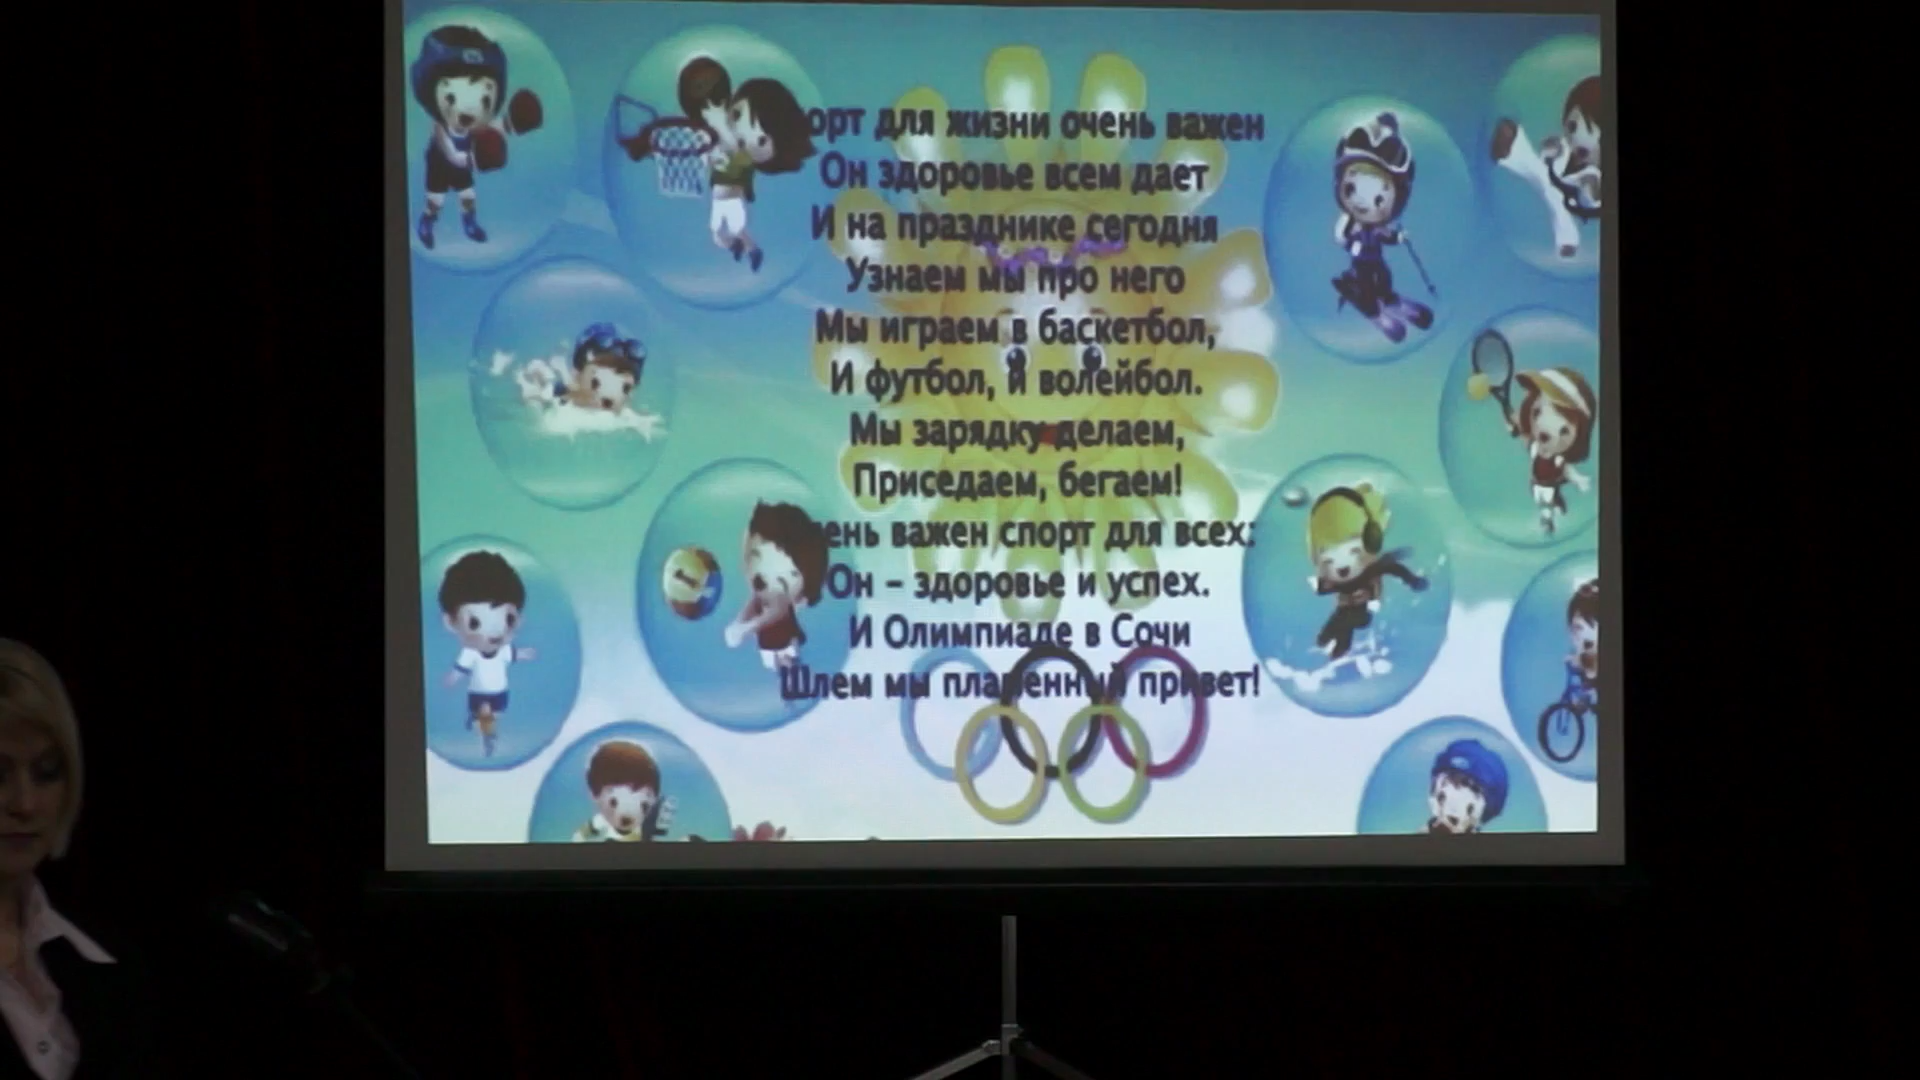 орт для жизни очень важен
Он здоровье всем дает
И на празднике сегодня
Узнаем мы про него
Мы играем в баскетбол,
И футбол, и волейбол.
Мы зарядку делаем,
Приседаем, бегаем!
ень важен спорт для всех:
Он – здоровье и успех.
И Олимпиаде в Сочи
Шлем мы пламенный привет!